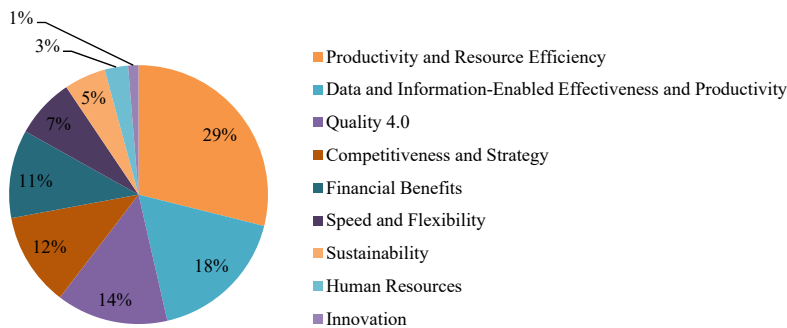 1%
3%
5%
7%
11%
12%
14%
18%
29%
Productivity and Resource Efficiency
Data and Information-Enabled Effectiveness and Productivity
Quality 4.0
Competitiveness and Strategy
Financial Benefits
Speed and Flexibility
Sustainability
Human Resources
Innovation